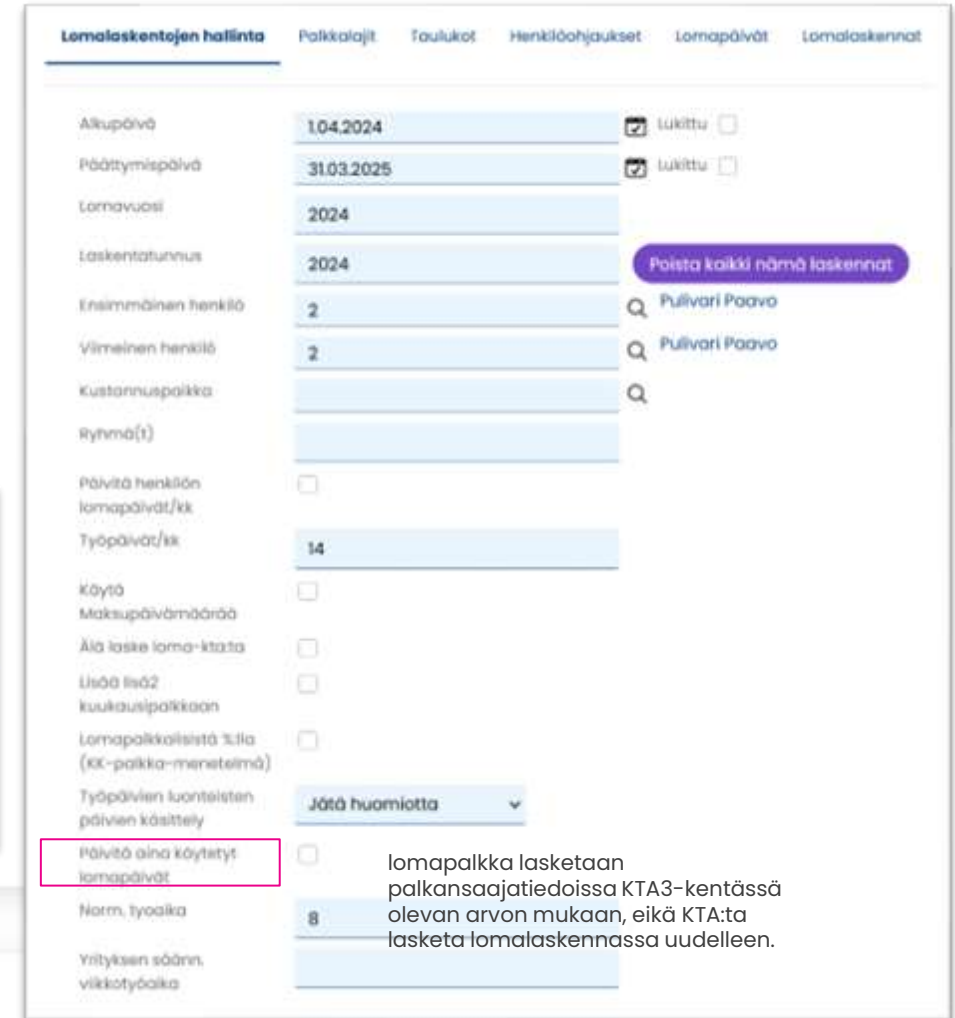 Lomalaskentojen hallinta Palkkalajit Taulukot Henkilöohjaukset Lomapäivät Lomalaskennat
Alkupäivä 1.04.2024 Lukittu
Päättymispäivä 31.03.2025 Lukittu
Lomavuosi 2024
Laskentatunnus 2024 Poista kaikki nämä laskennat
Ensimmäinen henkilö 2 Pulivari Paavo
Viimeinen henkilö 2 Pulivari Paavo
Kustannuspaikka
Ryhmä(t)
Päivitä henkilön
lomapäivät/kk
Työpäivät/kk 14
Käytä
Maksupäivämäärää
Älä laske loma-kta:ta
Lisää lisä2
kuukausipalkkaan
Lomapalkkalisistä %:lla
(KK-palkka-menetelmä)
Työpäivien luonteisten
päivien käsittely Jätä huomiotta
Päivitä aina käytetyt
lomapäivät
lomapalkka lasketaan
palkansaajatiedoissa KTA3-kentässä
olevan arvon mukaan, eikä KTA:ta
lasketa lomalaskennassa uudelleen.
Norm. tyoaika 8
Yrityksen säänn.
viikkotyöaika